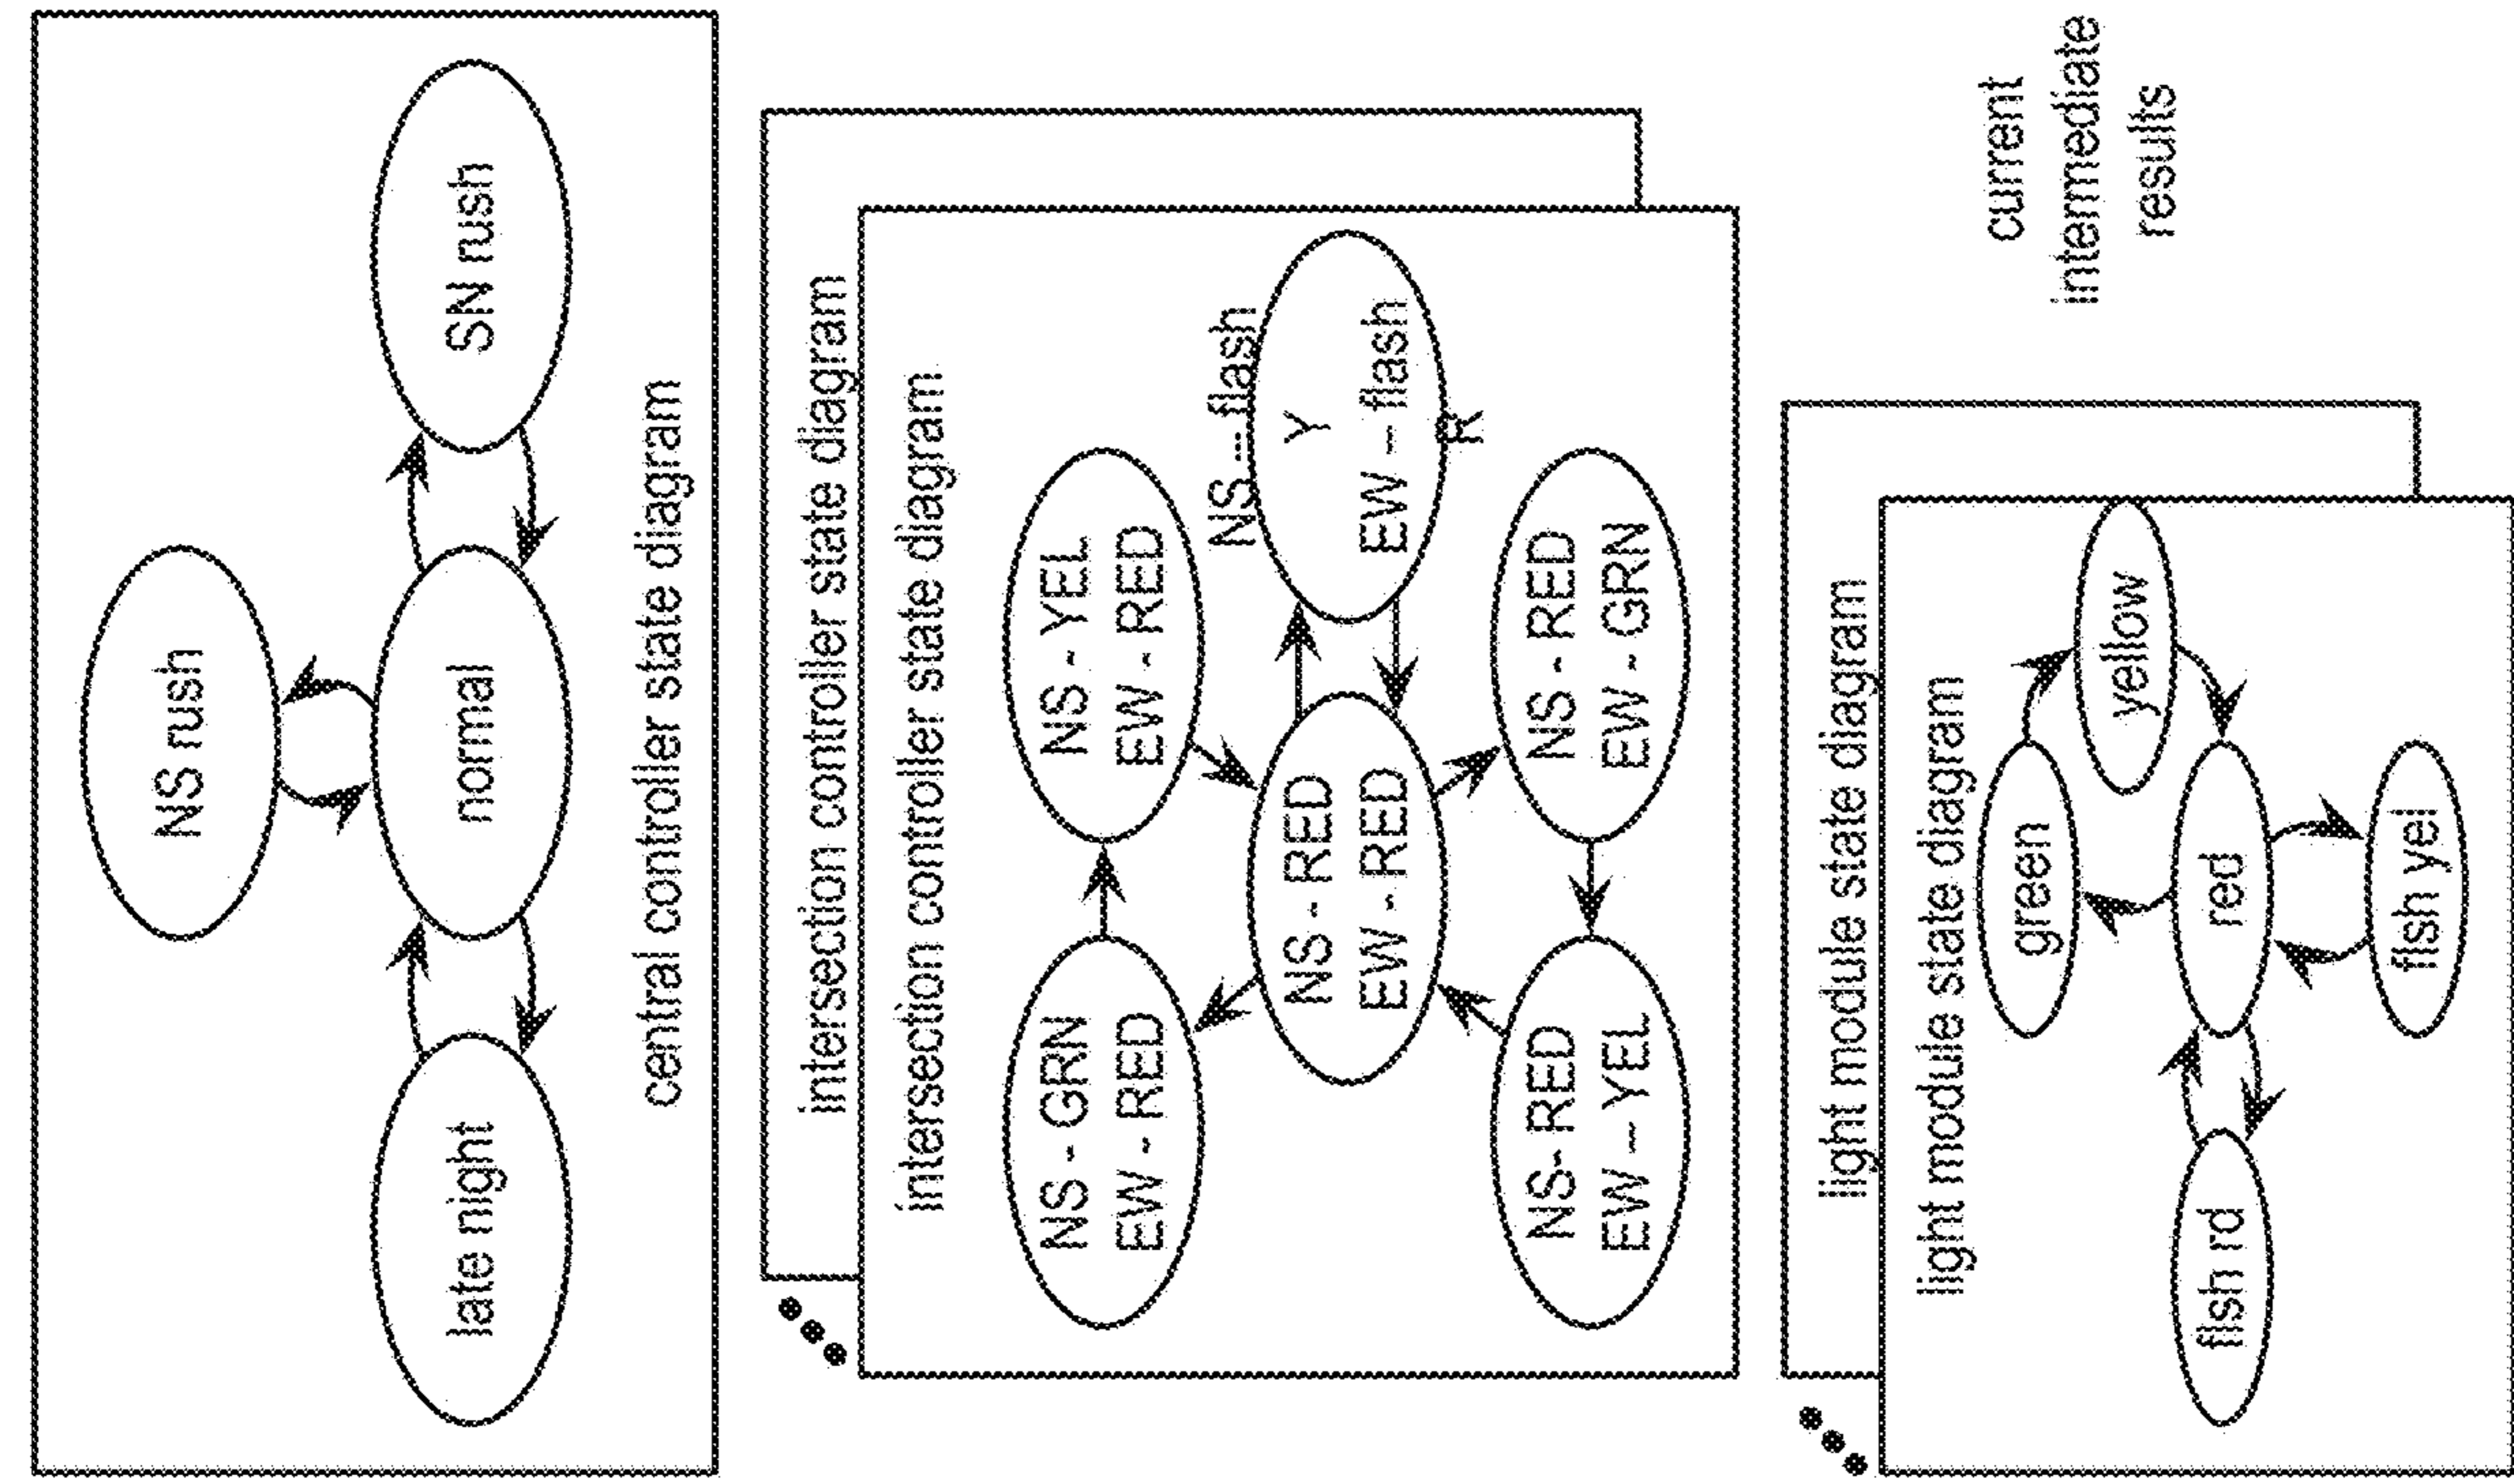 NS rush
late night
normal
SN rush
central controller state diagram
intersection controller state diagram
intersection controller state diagram
NS - GRN
EW - RED
NS - YEL
EW - RED
NS - RED
EW - RED
NS -- flash
Y
EW – flash
R
NS- RED
EW – YEL
NS - RED
EW - GRN
light module state diagram
light module state diagram
green
yellow
flsh rd
red
flsh yel
current
intermediate
results